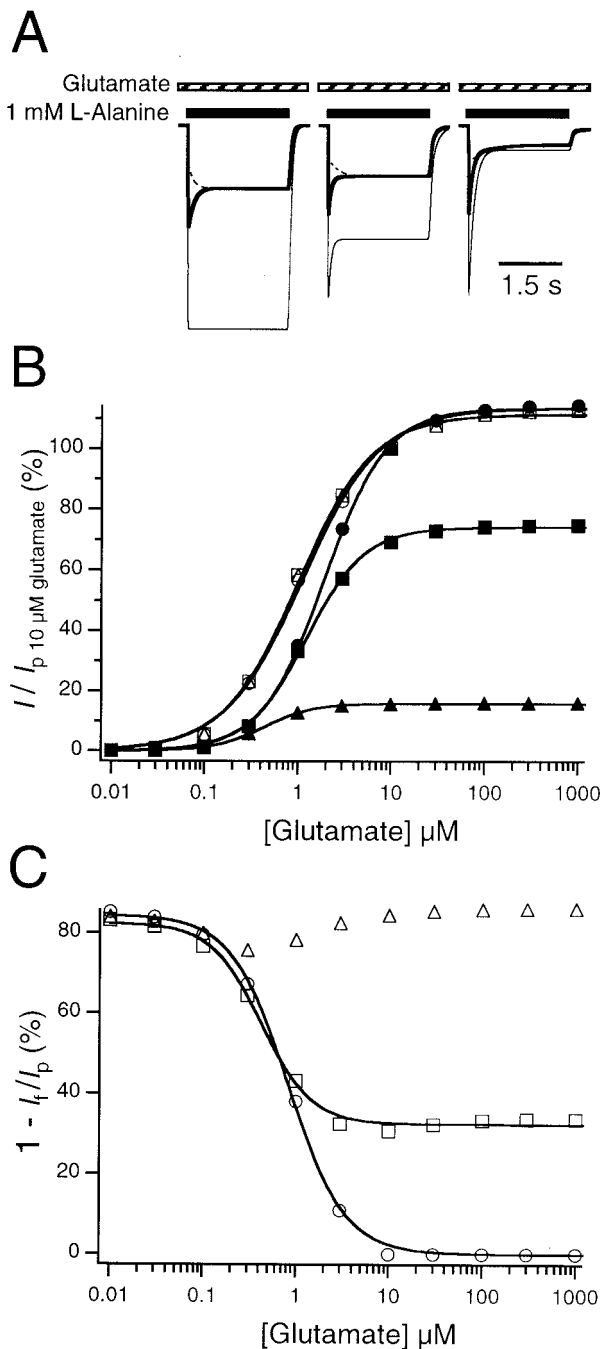 A
Glutamate
1 mM L-Alanine
1.5 s
B
I / Ip 10 µM glutamate (%)
100
80
60
40
20
0
0.01 0.1 1 10 100 1000
[Glutamate] µM
C
1 - If/Ip (%)
80
60
40
20
0
0.01 0.1 1 10 100 1000
[Glutamate] µM